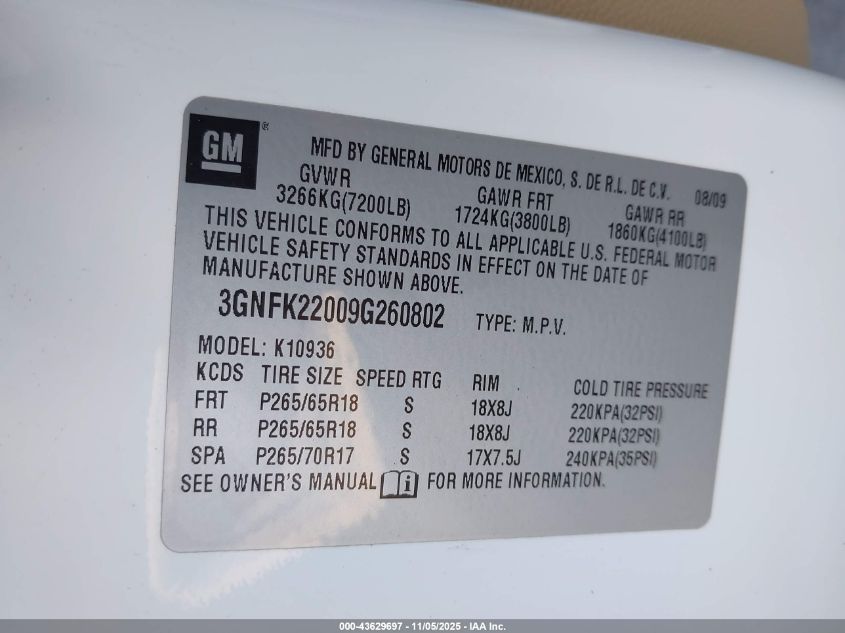 GM ®
MFD BY GENERAL MOTORS DE MEXICO, S. DE R.L. DE C.V. 08/09
GVWR GAWR FRT GAWR RR
3266KG(7200LB) 1724KG(3800LB) 1860KG(4100LB)
THIS VEHICLE CONFORMS TO ALL APPLICABLE U.S. FEDERAL MOTOR
VEHICLE SAFETY STANDARDS IN EFFECT ON THE DATE OF
MANUFACTURE SHOWN ABOVE.
3GNFK22009G260802 TYPE: M.P.V.
MODEL: K10936
KCDS TIRE SIZE SPEED RTG RIM COLD TIRE PRESSURE
FRT P265/65R18 S 18X8J 220KPA(32PSI)
RR P265/65R18 S 18X8J 220KPA(32PSI)
SPA P265/70R17 S 17X7.5J 240KPA(35PSI)
SEE OWNER'S MANUAL i FOR MORE INFORMATION.
000-43629697 - 11/05/2025 - IAA Inc.